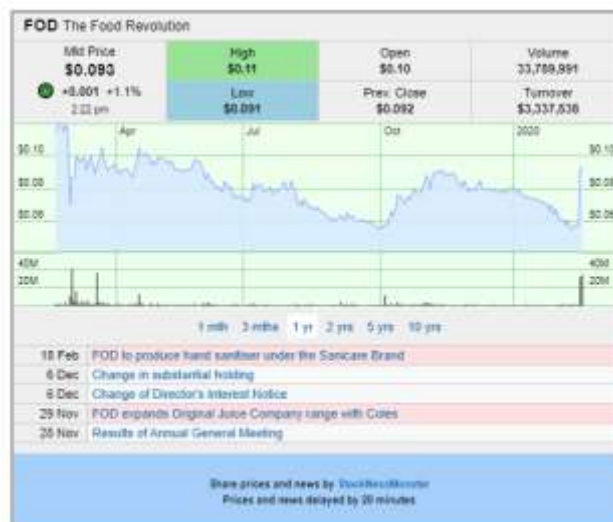 FOD The Food Revolution
Mkt Price High Open Volume
$0.093 $0.11 $0.10 33,789,991
+0.001 +1.1% Low Prev. Close Turnover
2:22 pm $0.091 $0.092 $3,337,538
Apr Jul Oct 2020
$0.10 $0.10
$0.08 $0.08
$0.06 $0.06
40M 40M
20M 20M
1 mth 3 mths 1 yr 2 yrs 5 yrs 10 yrs
18 Feb FOD to produce hand sanitiser under the Sanicare Brand
6 Dec Change in substantial holding
6 Dec Change of Director's Interest Notice
29 Nov FOD expands Original Juice Company range with Coles
28 Nov Results of Annual General Meeting
Share prices and news by StockNessMonster
Prices and news delayed by 20 minutes